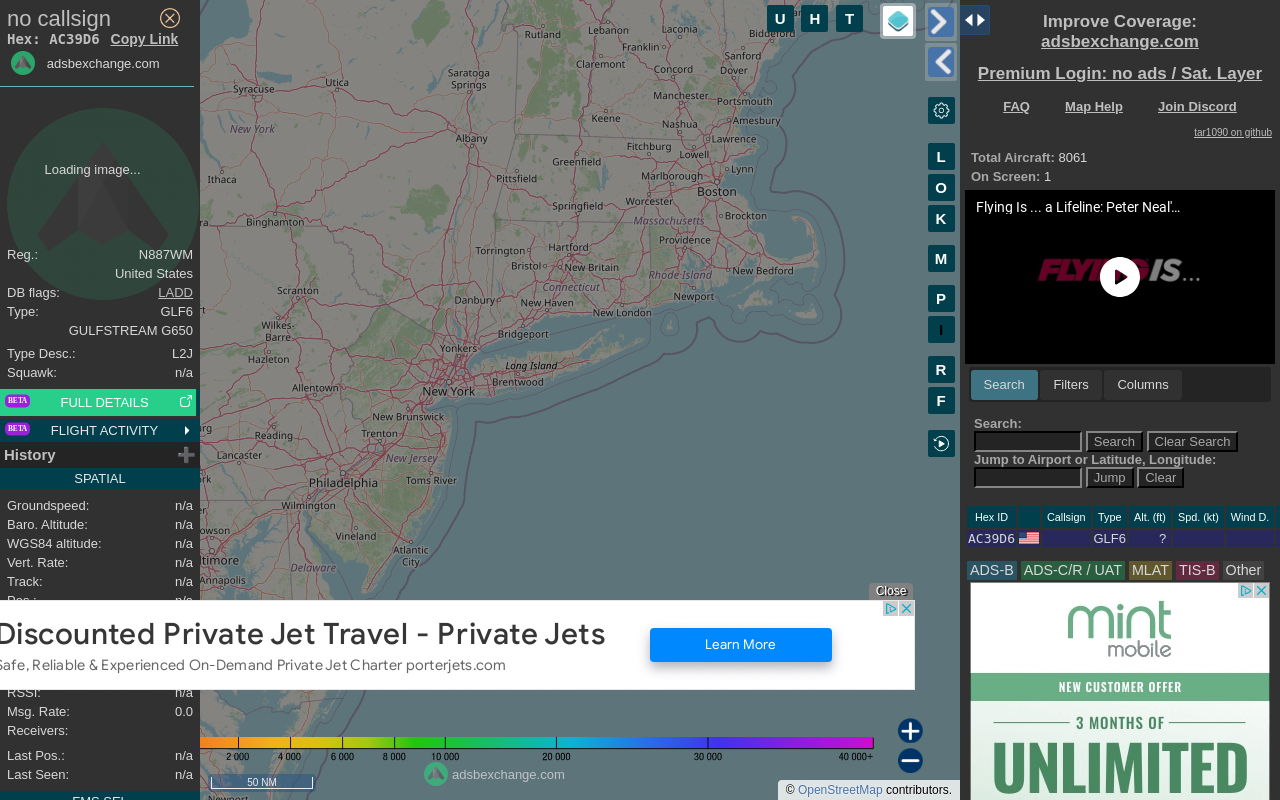 no callsign
Hex: AC39D6 Copy Link
adsbexchange.com
Loading image...
Reg.: N887WM
United States
DB flags: LADD
Type: GLF6
GULFSTREAM G650
Type Desc.: L2J
Squawk: n/a
BETA FULL DETAILS
BETA FLIGHT ACTIVITY
History
SPATIAL
Groundspeed: n/a
Baro. Altitude: n/a
WGS84 altitude: n/a
Vert. Rate: n/a
Track: n/a
Pos.: n/a
RSSI: n/a
Msg. Rate: 0.0
Receivers:
Last Pos.: n/a
Last Seen: n/a
FMS SEL
U H T
L
O
K
M
P
I
R
F
Rutland
Lebanon
Laconia
Franklin
Sanford
Claremont
Concord
Dover
Utica
Saratoga
Springs
Syracuse
Manchester
Portsmouth
Keene
Nashua
Amesbury
New York
Albany
Lawrence
Fitchburg
Lowell
Greenfield
Lynn
Ithaca
Pittsfield
Marlborough
Boston
Worcester
Springfield
Massachusetts
Brockton
Binghamton
Providence
Torrington
Hartford
Bristol
New Britain
New Bedford
Rhode Island
Connecticut
Newport
Scranton
Danbury
New Haven
New London
Wilkes-
Barre
Bridgeport
Yonkers
Hazleton
Long Island
Brentwood
Allentown
New York
New Brunswick
Reading
Trenton
Lancaster
New Jersey
Toms River
Philadelphia
Wilmington
Vineland
Atlantic
City
Annapolis
Delaware
Close
Discounted Private Jet Travel - Private Jets
Safe, Reliable & Experienced On-Demand Private Jet Charter porterjets.com
Learn More
2 000 4 000 6 000 8 000 10 000 20 000 30 000 40 000+
adsbexchange.com
50 NM
Newport
© OpenStreetMap contributors.
Improve Coverage:
adsbexchange.com
Premium Login: no ads / Sat. Layer
FAQ Map Help Join Discord
tar1090 on github
Total Aircraft: 8061
On Screen: 1
Flying Is ... a Lifeline: Peter Neal'...
FLYING IS...
Search Filters Columns
Search:
Search Clear Search
Jump to Airport or Latitude, Longitude:
Jump Clear
Hex ID Callsign Type Alt. (ft) Spd. (kt) Wind D.
AC39D6 GLF6 ?
ADS-B ADS-C/R / UAT MLAT TIS-B Other
mint
mobile
NEW CUSTOMER OFFER
3 MONTHS OF
UNLIMITED